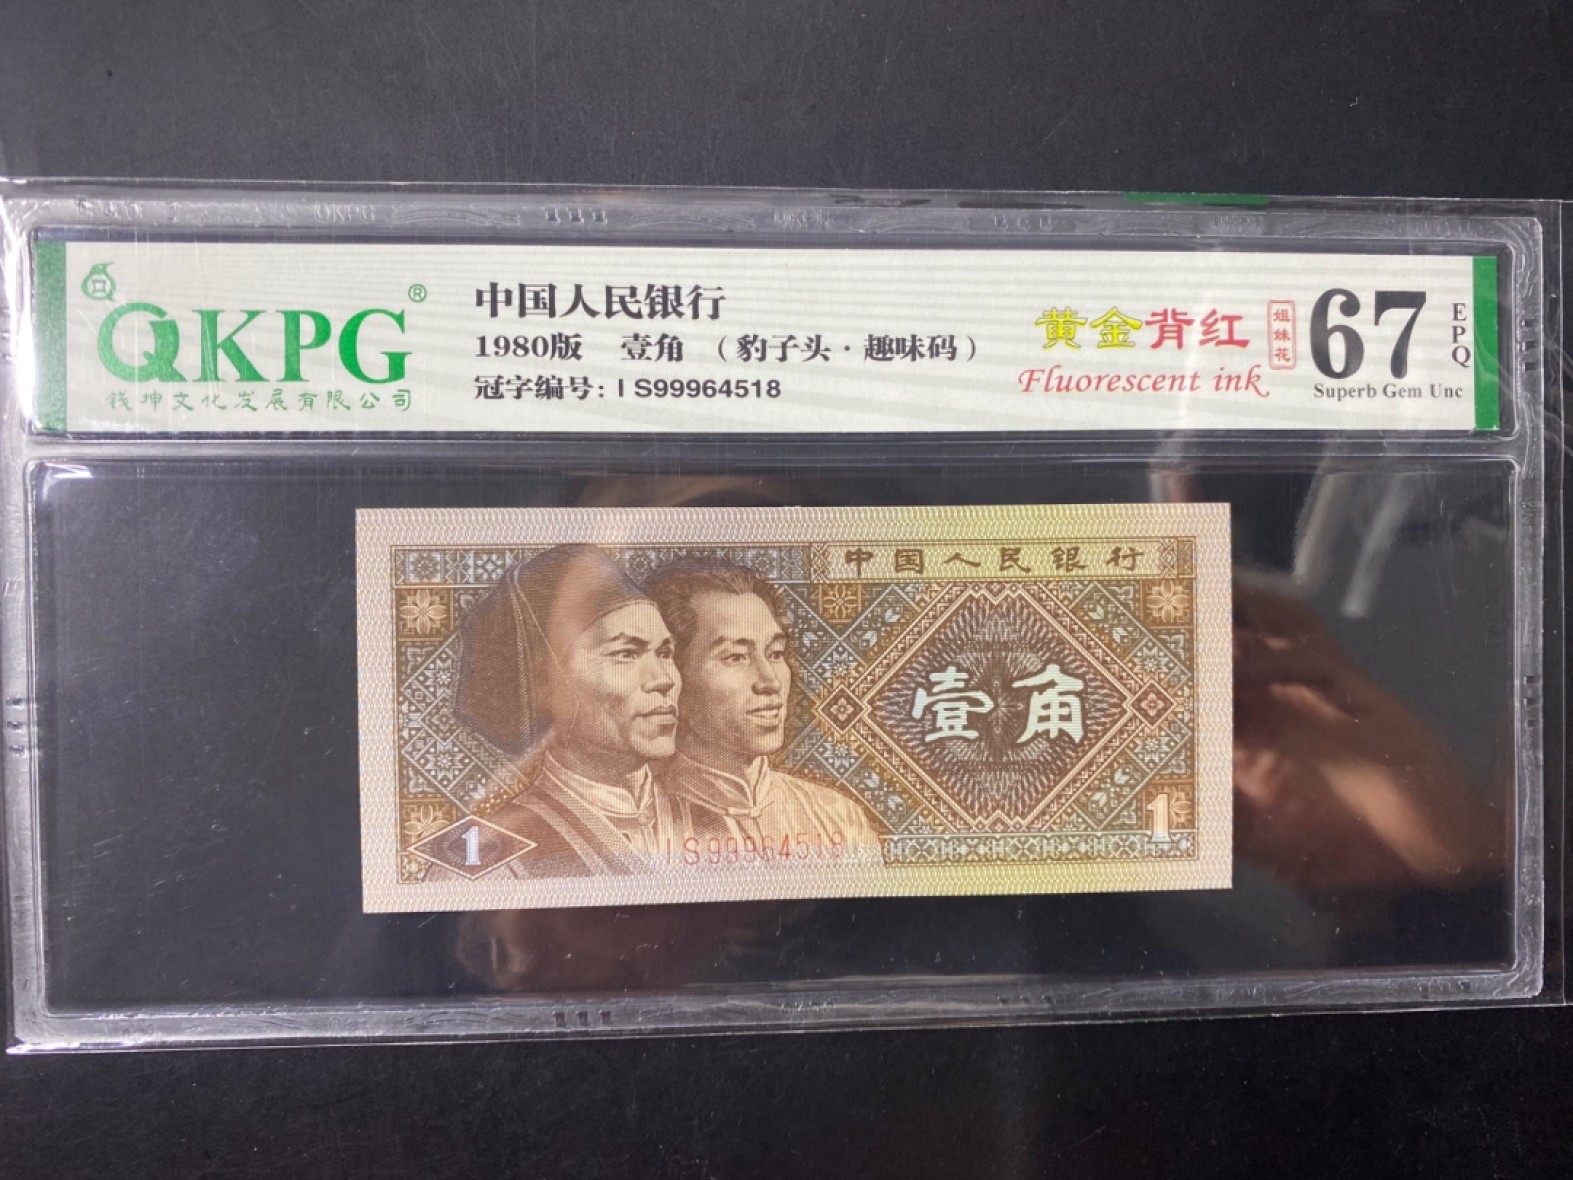 QKPG®
钱坤文化发展有限公司
中国人民银行
1980版 壹角 （豹子头·趣味码）
冠字编号: I S99964518
黄金背红
Fluorescent ink
姐妹花
67
EPQ
Superb Gem Unc
中国人民银行
壹角
1
1
IS99964518